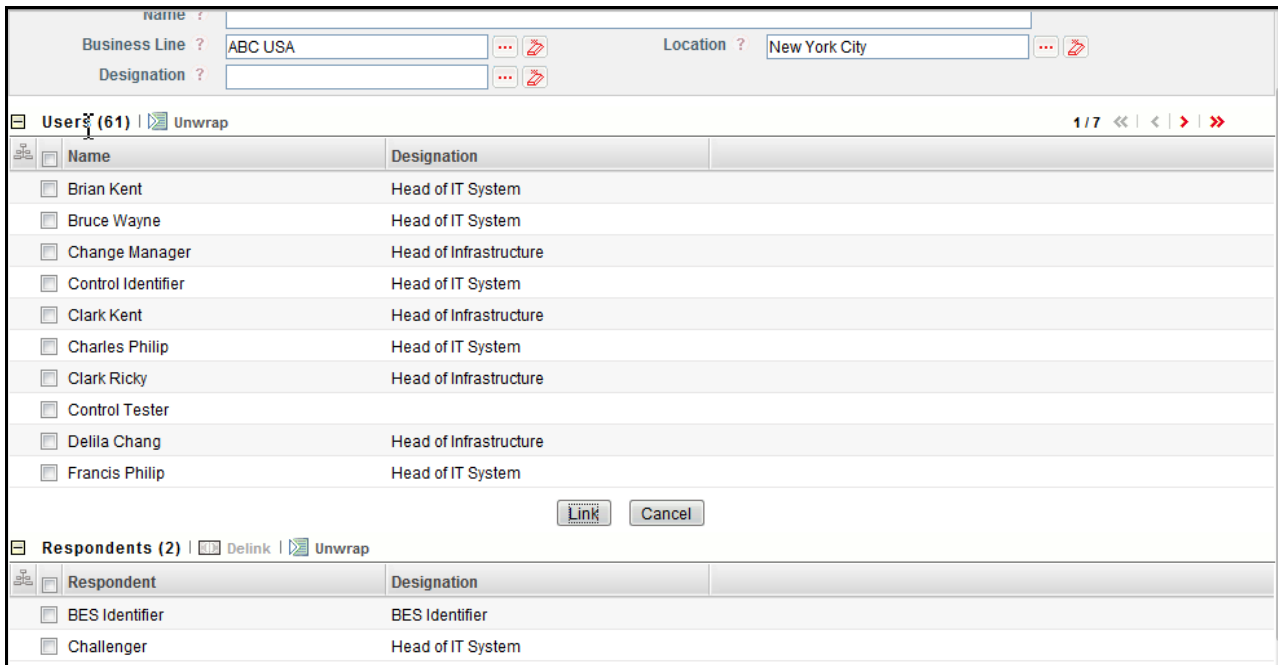 Name ?
Business Line ? ABC USA ... Location ? New York City ...
Designation ? ...
Users (61) | Unwrap 1 / 7 « | < | > | »
Name Designation
Brian Kent Head of IT System
Bruce Wayne Head of IT System
Change Manager Head of Infrastructure
Control Identifier Head of IT System
Clark Kent Head of Infrastructure
Charles Philip Head of IT System
Clark Ricky Head of Infrastructure
Control Tester
Delila Chang Head of Infrastructure
Francis Philip Head of IT System
Link Cancel
Respondents (2) | Delink | Unwrap
Respondent Designation
BES Identifier BES Identifier
Challenger Head of IT System